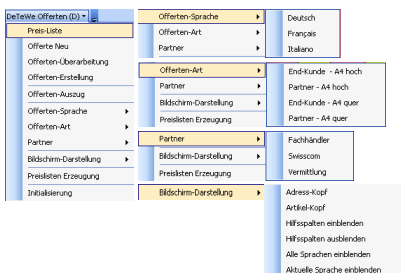 DeTeWe Offerten (D)
Preis-Liste
Offerte Neu
Offerten-Überarbeitung
Offerten-Erstellung
Offerten-Auszug
Offerten-Sprache
Offerten-Art
Partner
Bildschirm-Darstellung
Preislisten Erzeugung
Initialisierung
Offerten-Sprache
Offerten-Art
Partner
Offerten-Art
Partner
Bildschirm-Darstellung
Preislisten Erzeugung
Partner
Bildschirm-Darstellung
Preislisten Erzeugung
Bildschirm-Darstellung
Deutsch
Français
Italiano
End-Kunde - A4 hoch
Partner - A4 hoch
End-Kunde - A4 quer
Partner - A4 quer
Fachhändler
Swisscom
Vermittlung
Adress-Kopf
Artikel-Kopf
Hilfsspalten einblenden
Hilfsspalten ausblenden
Alle Sprachen einblenden
Aktuelle Sprache einblenden